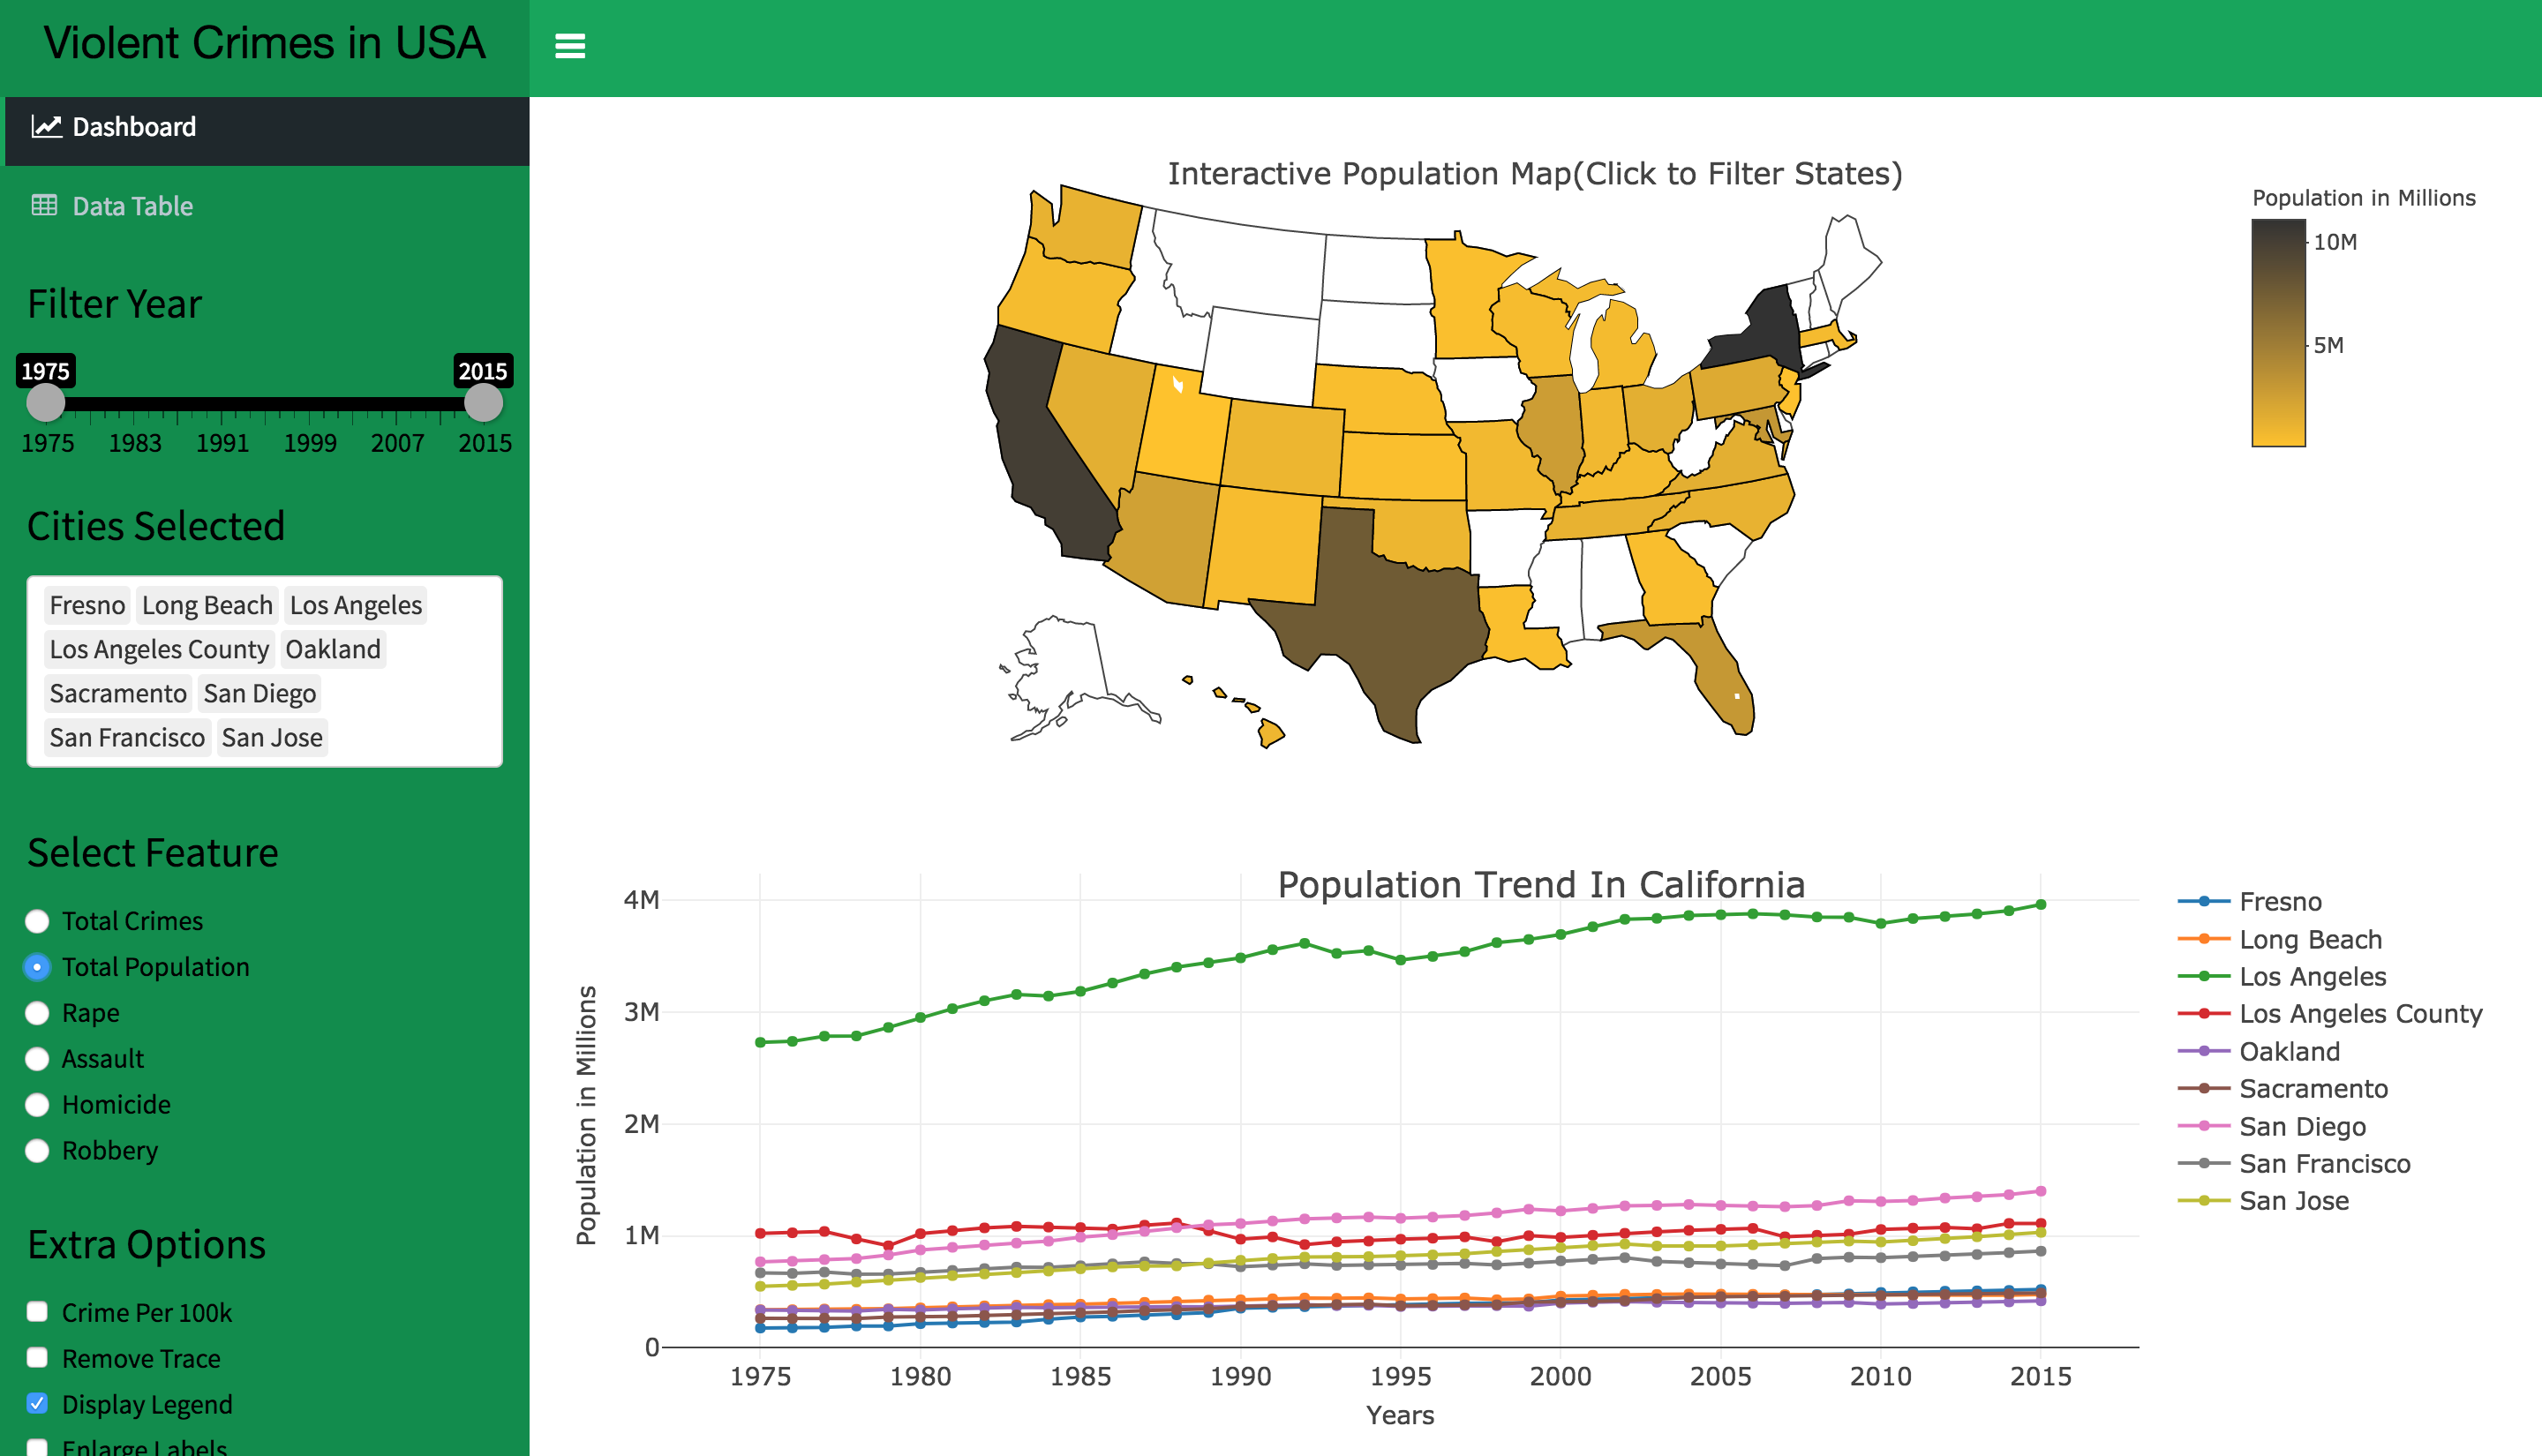 Violent Crimes in USA
Dashboard
Data Table
Filter Year
1975 2015
1975 1983 1991 1999 2007 2015
Cities Selected
Fresno Long Beach Los Angeles
Los Angeles County Oakland
Sacramento San Diego
San Francisco San Jose
Select Feature
Total Crimes
Total Population
Rape
Assault
Homicide
Robbery
Extra Options
Crime Per 100k
Remove Trace
Display Legend
Enlarge Labels
Interactive Population Map(Click to Filter States)
Population in Millions
10M
5M
Population Trend In California
Population in Millions
4M
3M
2M
1M
0
1975 1980 1985 1990 1995 2000 2005 2010 2015
Years
Fresno
Long Beach
Los Angeles
Los Angeles County
Oakland
Sacramento
San Diego
San Francisco
San Jose